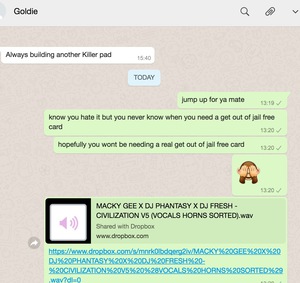 Goldie
Always building another Killer pad
15:40
TODAY
jump up for ya mate
13:19
know you hate it but you never know when you need a get out of jail free
card
13:20
hopefully you wont be needing a real get out of jail free card
13:20
13:20
MACKY GEE X DJ PHANTASY X DJ FRESH -
CIVILIZATION V5 (VOCALS HORNS SORTED).wav
Shared with Dropbox
www.dropbox.com
https://www.dropbox.com/s/mnrk0lbdqerg2iv/MACKY%20GEE%20X%20
DJ%20PHANTASY%20X%20DJ%20FRESH%20-
%20CIVILIZATION%20V5%20%28VOCALS%20HORNS%20SORTED%29
.wav?dl=0